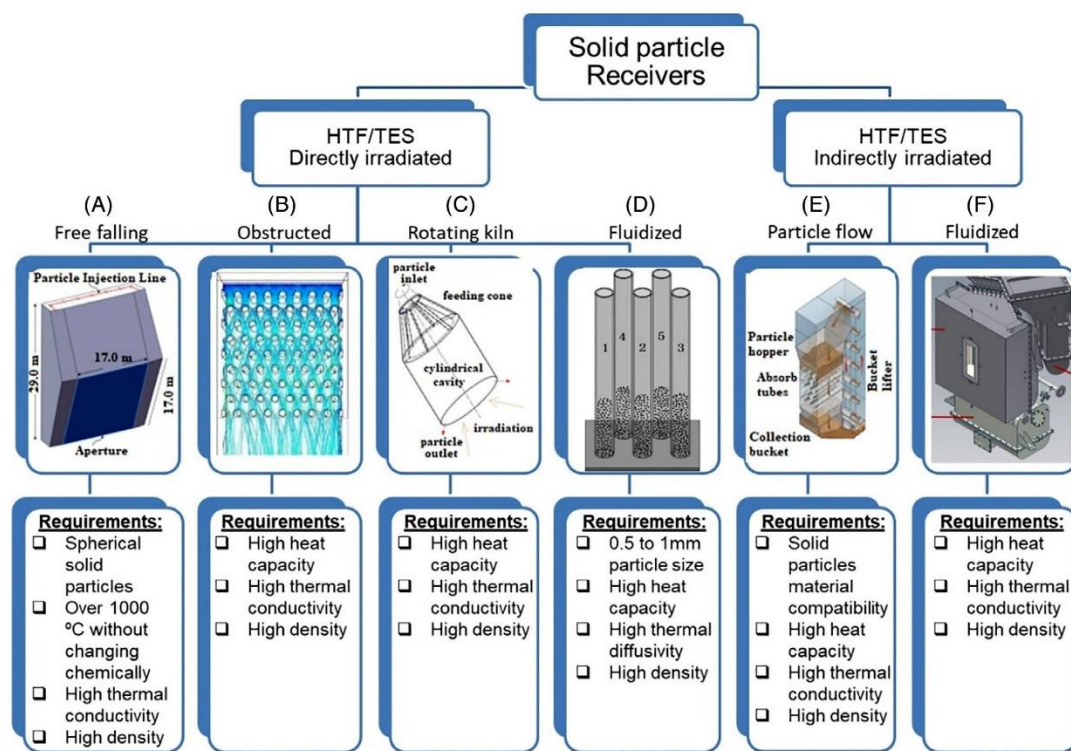 Solid particle
Receivers
HTF/TES
Directly irradiated
HTF/TES
Indirectly irradiated
(A)
Free falling
(B)
Obstructed
(C)
Rotating kiln
(D)
Fluidized
(E)
Particle flow
(F)
Fluidized
Particle Injection Line
29.0 m
17.0 m
17.0 m
Aperture
particle
inlet
feeding cone
cylindrical
cavity
irradiation
particle
outlet
1
4
2
5
3
Particle
hopper
Absorb
tubes
Bucket
lifter
Collection
bucket
Requirements:
❑ Spherical
solid
particles
❑ Over 1000
ºC without
changing
chemically
❑ High thermal
conductivity
❑ High density
Requirements:
❑ High heat
capacity
❑ High thermal
conductivity
❑ High density
Requirements:
❑ High heat
capacity
❑ High thermal
conductivity
❑ High density
Requirements:
❑ 0.5 to 1mm
particle size
❑ High heat
capacity
❑ High thermal
diffusivity
❑ High density
Requirements:
❑ Solid
particles
material
compatibility
❑ High heat
capacity
❑ High thermal
conductivity
❑ High density
Requirements:
❑ High heat
capacity
❑ High thermal
conductivity
❑ High density